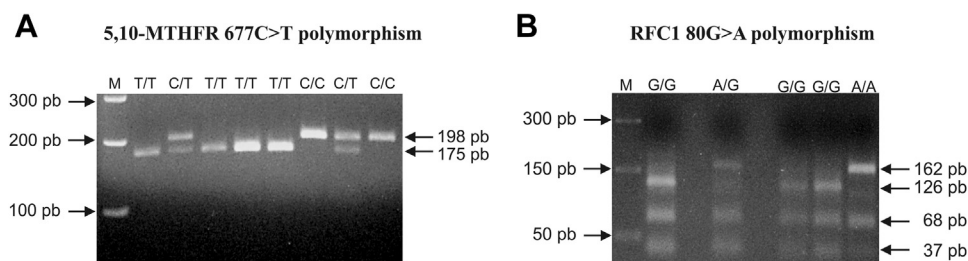 A
5,10-MTHFR 677C>T polymorphism
M T/T C/T T/T T/T T/T C/C C/T C/C
300 pb
200 pb
100 pb
198 pb
175 pb
B
RFC1 80G>A polymorphism
M G/G A/G G/G G/G A/A
300 pb
150 pb
50 pb
162 pb
126 pb
68 pb
37 pb